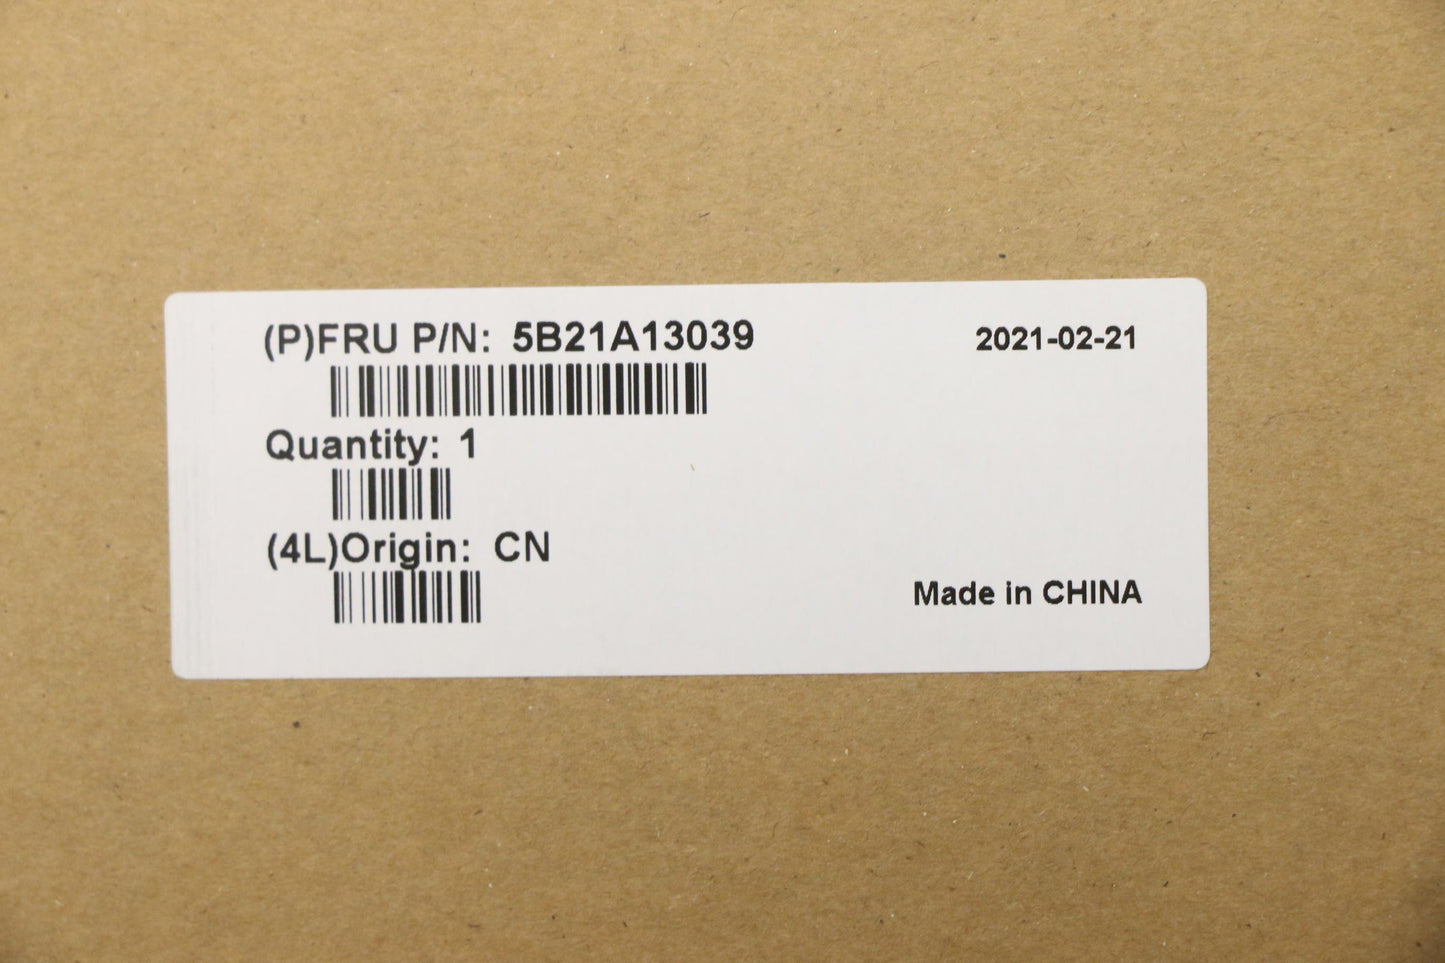 (P)FRU P/N: 5B21A13039
2021-02-21
Quantity: 1
(4L)Origin: CN
Made in CHINA